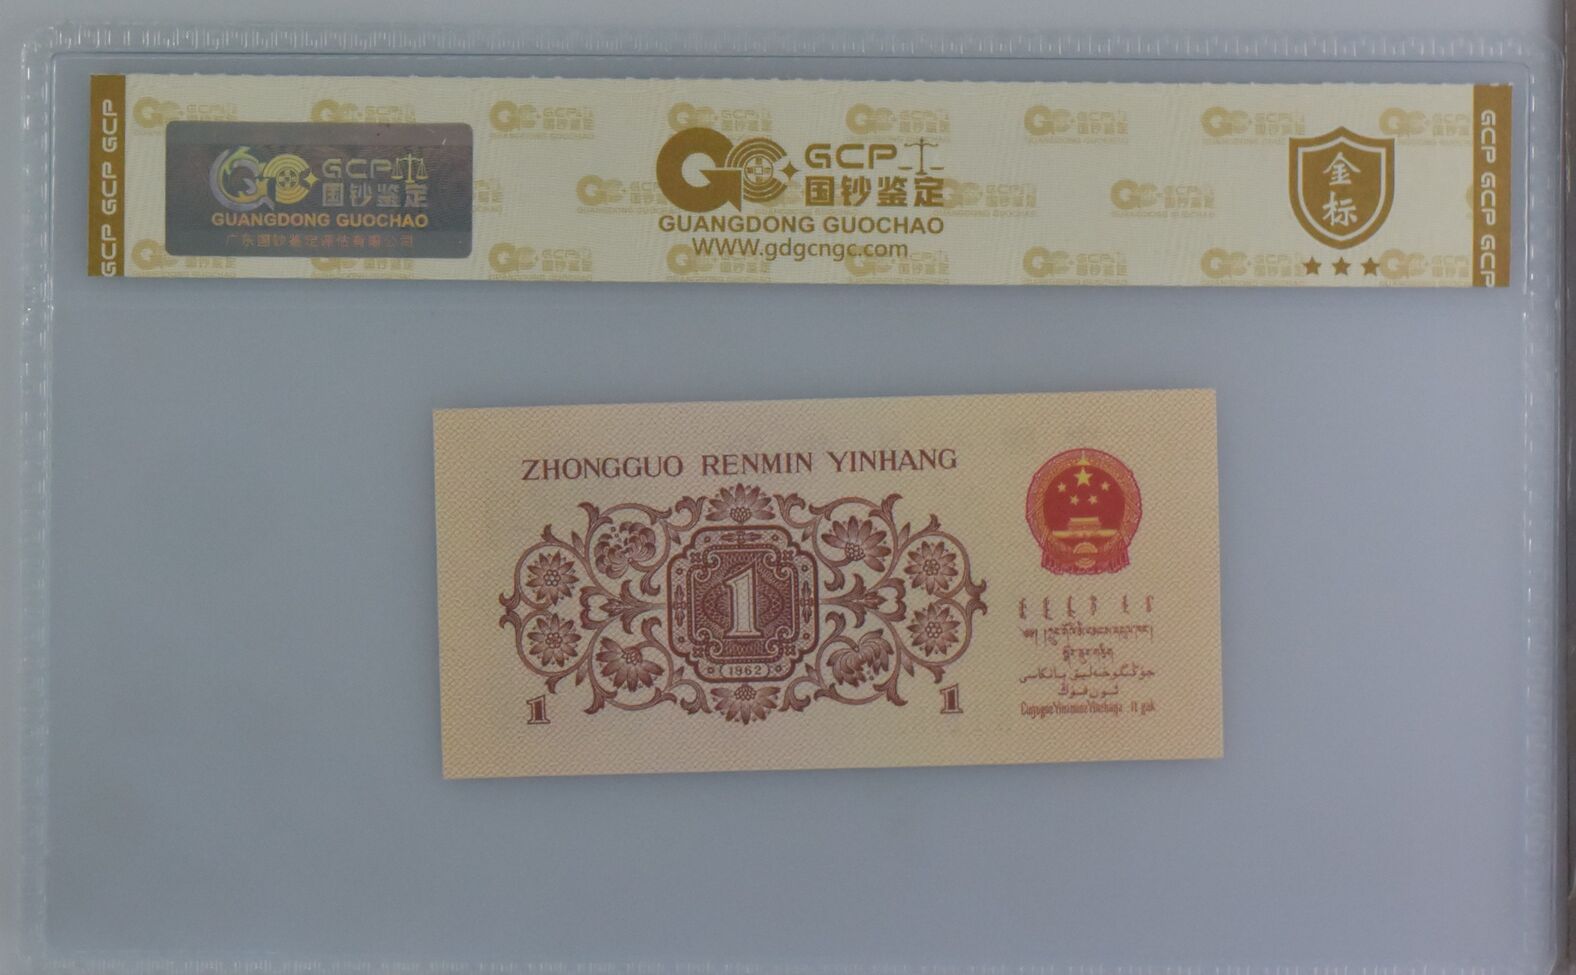 GCP GCP GCP
GCP
国钞鉴定
GUANGDONG GUOCHAO
广东国钞鉴定评估有限公司
GCP
国钞鉴定
GUANGDONG GUOCHAO
WWW.gdgcngc.com
金标
GCP GCP GCP
ZHONGGUO RENMIN YINHANG
1
(1962)
1
1